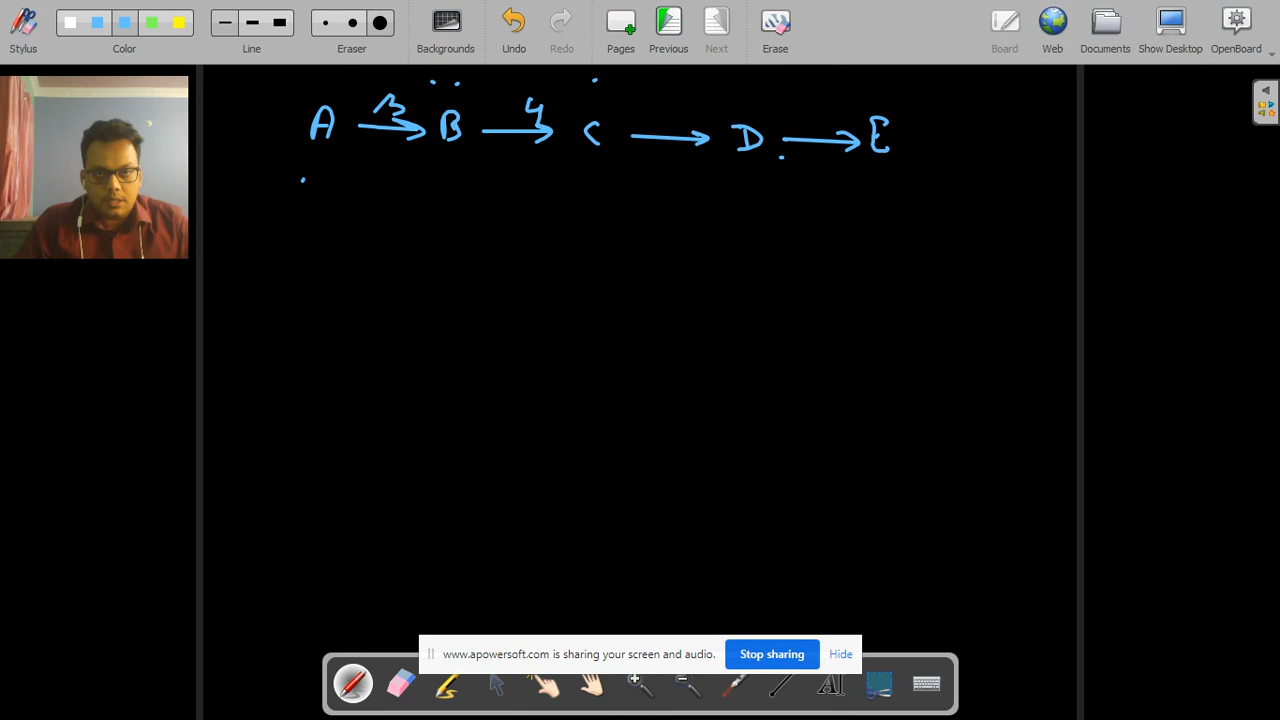 Stylus Color Line Eraser Backgrounds Undo Redo Pages Previous Next Erase Board Web Documents Show Desktop OpenBoard
3 4
A → B → C → D → E
www.apowersoft.com is sharing your screen and audio. Stop sharing Hide